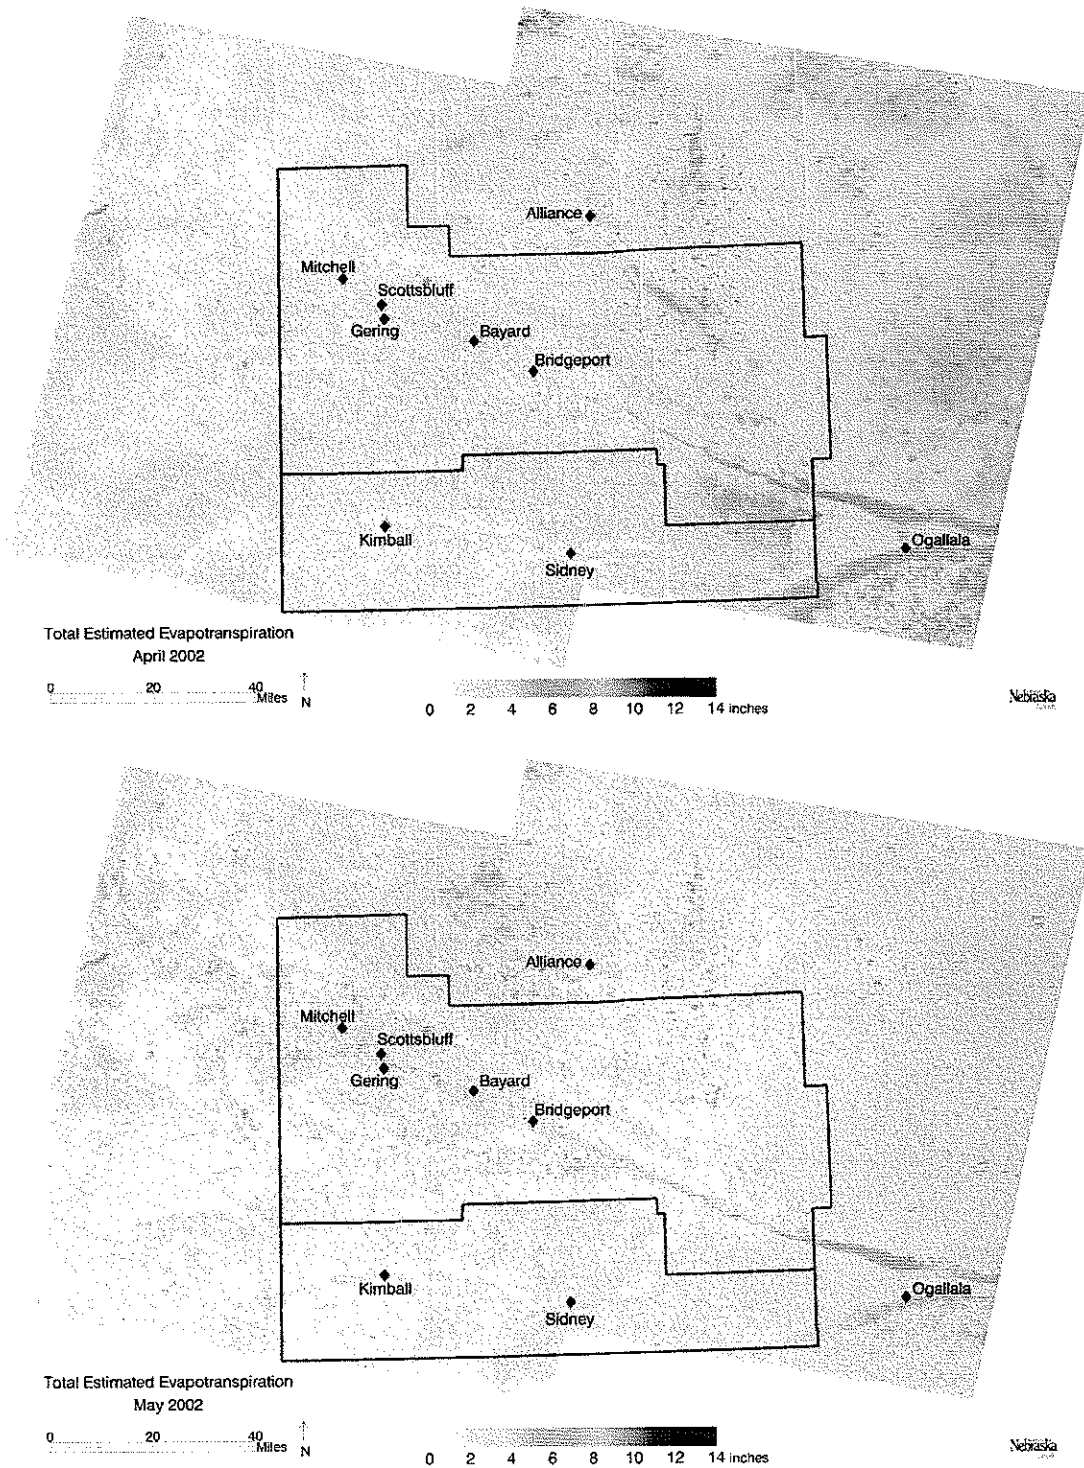 Alliance
Mitchell
Scottsbluff
Gering
Bayard
Bridgeport
Kimball
Sidney
Ogallala
Total Estimated Evapotranspiration
April 2002
0 20 40
Miles
N
0 2 4 6 8 10 12 14 inches
Nebraska
Alliance
Mitchell
Scottsbluff
Gering
Bayard
Bridgeport
Kimball
Sidney
Ogallala
Total Estimated Evapotranspiration
May 2002
0 20 40
Miles
N
0 2 4 6 8 10 12 14 inches
Nebraska